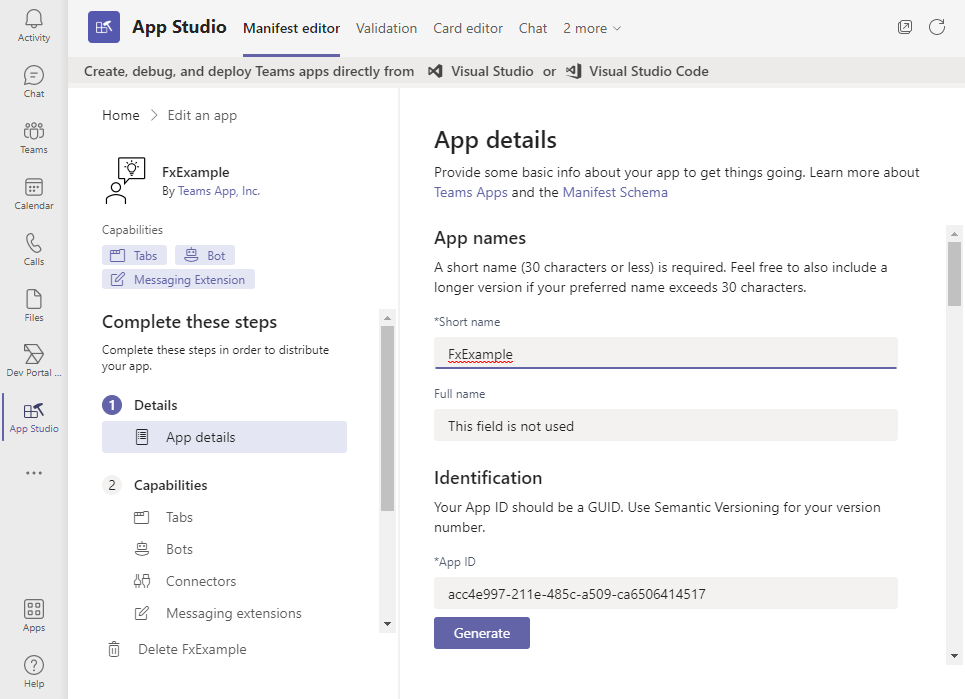 Activity
Chat
Teams
Calendar
Calls
Files
Dev Portal ...
App Studio
Apps
Help
App Studio
Manifest editor
Validation
Card editor
Chat
2 more
Create, debug, and deploy Teams apps directly from Visual Studio or Visual Studio Code
Home > Edit an app
FxExample
By Teams App, Inc.
Capabilities
Tabs
Bot
Messaging Extension
Complete these steps
Complete these steps in order to distribute
your app.
1 Details
App details
2 Capabilities
Tabs
Bots
Connectors
Messaging extensions
Delete FxExample
App details
Provide some basic info about your app to get things going. Learn more about
Teams Apps and the Manifest Schema
App names
A short name (30 characters or less) is required. Feel free to also include a
longer version if your preferred name exceeds 30 characters.
*Short name
FxExample
Full name
This field is not used
Identification
Your App ID should be a GUID. Use Semantic Versioning for your version
number.
*App ID
acc4e997-211e-485c-a509-ca6506414517
Generate